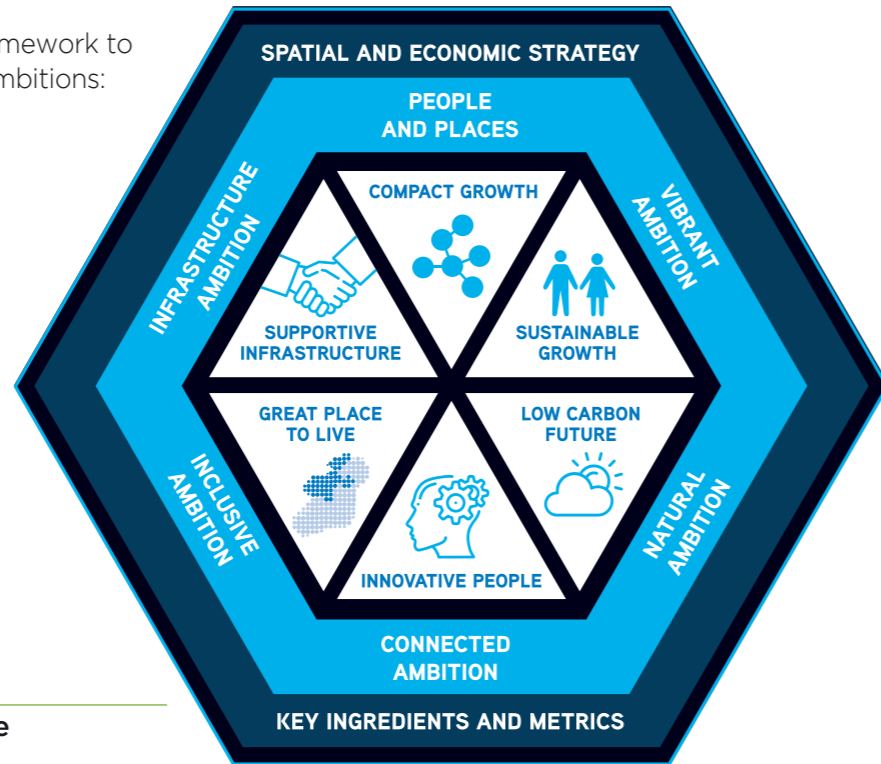 mework to
mbitions:
SPATIAL AND ECONOMIC STRATEGY
PEOPLE
AND PLACES
INFRASTRUCTURE
AMBITION
VIBRANT
AMBITION
COMPACT GROWTH
SUPPORTIVE
INFRASTRUCTURE
SUSTAINABLE
GROWTH
GREAT PLACE
TO LIVE
LOW CARBON
FUTURE
INNOVATIVE PEOPLE
INCLUSIVE
AMBITION
NATURAL
AMBITION
CONNECTED
AMBITION
KEY INGREDIENTS AND METRICS
e